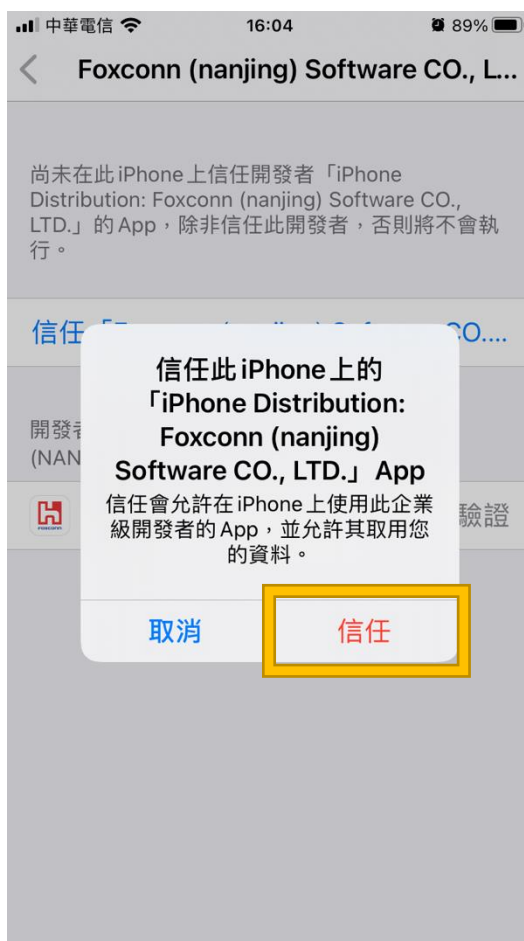 中華電信 16:04 89%
Foxconn (nanjing) Software CO., L...
尚未在此 iPhone 上信任開發者「iPhone
Distribution: Foxconn (nanjing) Software CO.,
LTD.」的 App，除非信任此開發者，否則將不會執
行。
信任 CO....
信任此 iPhone 上的
「iPhone Distribution:
Foxconn (nanjing)
Software CO., LTD.」App
信任會允許在 iPhone 上使用此企業
級開發者的 App，並允許其取用您
的資料。
取消 信任
開發者
(NAN
FOXCONN 驗證